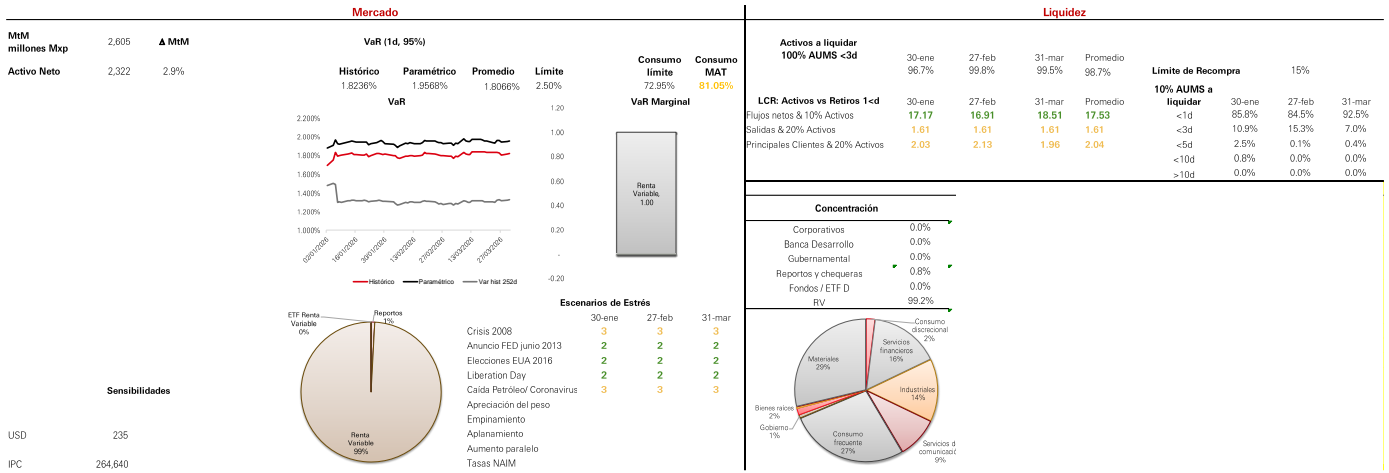 Mercado
MtM
millones Mxp
2,605
Δ MtM
Activo Neto
2,322
2.9%
VaR (1d, 95%)
Histórico Paramétrico Promedio Límite Consumo límite Consumo MAT
1.8236% 1.9568% 1.8066% 2.50% 72.95% 81.05%
VaR
2.200%
2.000%
1.800%
1.600%
1.400%
1.200%
1.000%
02/01/2026 16/01/2026 30/01/2026 13/02/2026 27/02/2026 13/03/2026 27/03/2026
Histórico Paramétrico Var hist 252d
VaR Marginal
1.20
1.00
0.80
0.60
0.40
0.20
-
-0.20
Renta
Variable,
1.00
ETF Renta
Variable
0%
Reportos
1%
Renta
Variable
99%
Escenarios de Estrés
30-ene 27-feb 31-mar
Crisis 2008 3 3 3
Anuncio FED junio 2013 2 2 2
Elecciones EUA 2016 2 2 2
Liberation Day 2 2 2
Caída Petróleo/ Coronavirus 3 3 3
Apreciación del peso
Empinamiento
Aplanamiento
Aumento paralelo
Tasas NAIM
Sensibilidades
USD 235
IPC 264,640
Liquidez
Activos a liquidar
100% AUMS <3d
30-ene 27-feb 31-mar Promedio
96.7% 99.8% 99.5% 98.7%
Límite de Recompra 15%
LCR: Activos vs Retiros 1<d 30-ene 27-feb 31-mar Promedio
Flujos netos & 10% Activos 17.17 16.91 18.51 17.53
Salidas & 20% Activos 1.61 1.61 1.61 1.61
Principales Clientes & 20% Activos 2.03 2.13 1.96 2.04
10% AUMS a
liquidar 30-ene 27-feb 31-mar
<1d 85.8% 84.5% 92.5%
<3d 10.9% 15.3% 7.0%
<5d 2.5% 0.1% 0.4%
<10d 0.8% 0.0% 0.0%
>10d 0.0% 0.0% 0.0%
Concentración
Corporativos 0.0%
Banca Desarrollo 0.0%
Gubernamental 0.0%
Reportos y chequeras 0.8%
Fondos / ETF D 0.0%
RV 99.2%
Consumo
discrecional
2%
Servicios
financieros
16%
Industriales
14%
Servicios d
comunicació
9%
Consumo
frecuente
27%
Gobierno
1%
Bienes raíces
2%
Materiales
29%